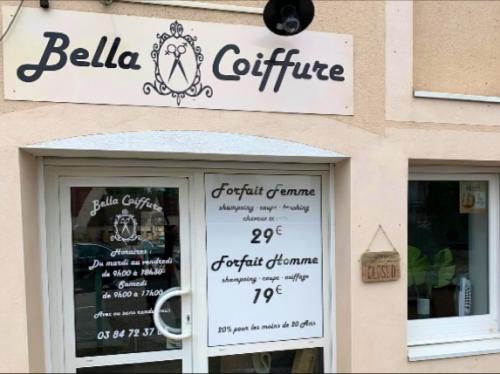 Bella Coiffure
Bella Coiffure
Horaires :
Du mardi au vendredi
de 9h00 à 18h30
Samedi
de 9h00 à 17h00
Avec ou sans rendez-vous
03 84 72 37
Forfait Femme
shampoing - coupe - brushing
cheveux
29€
Forfait Homme
shampoing - coupe - coiffage
19€
20% pour les moins de 20 Ans
CLOSED